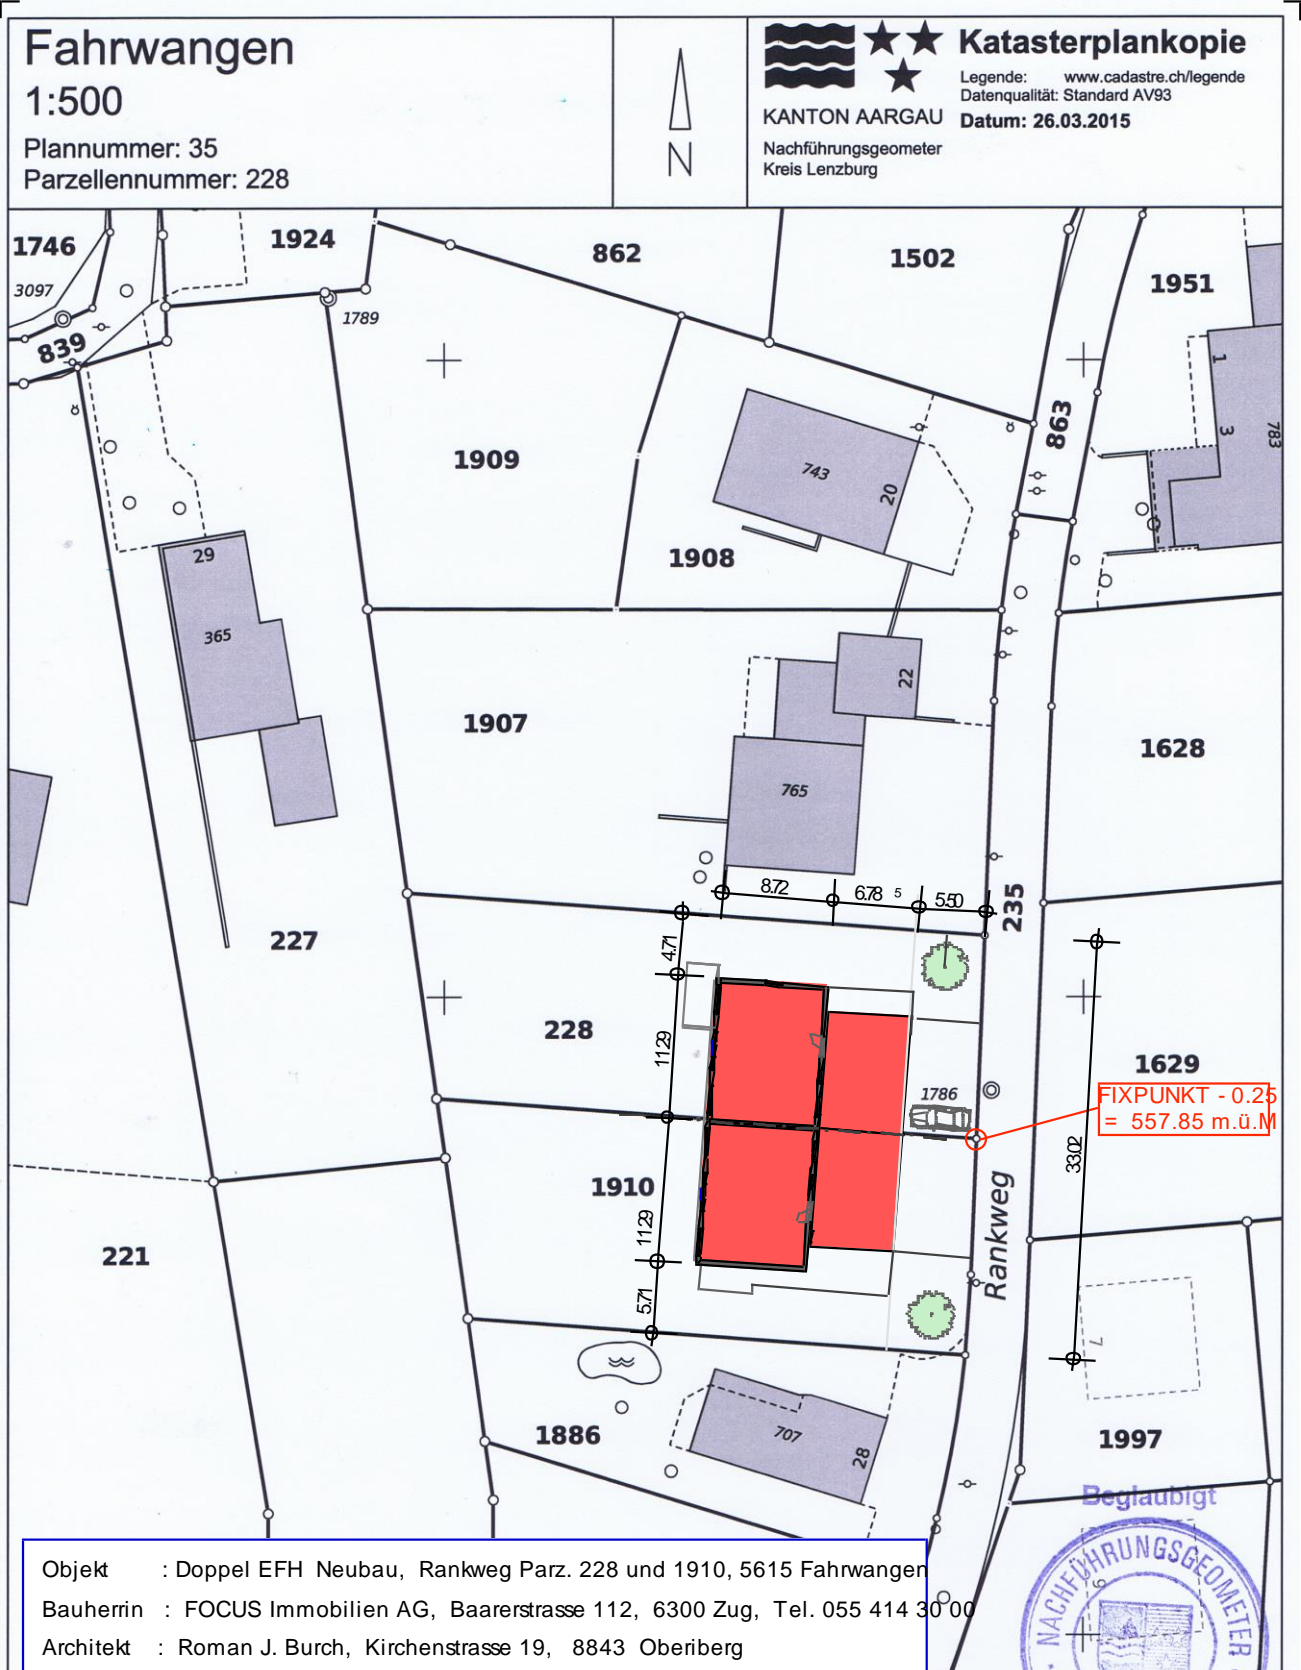 Fahrwangen
1:500
Plannummer: 35
Parzellennummer: 228
N
KANTON AARGAU
Nachführungsgeometer
Kreis Lenzburg
Katasterplankopie
Legende: www.cadastre.ch/legende
Datenqualität: Standard AV93
Datum: 26.03.2015
1746
1924
862
1502
1951
3097
1789
839
863
1
3
783
1909
743
20
1908
29
365
22
1907
765
1628
8.72
6.78 5
5.50
235
227
4.71
228
11.29
1629
1786
FIXPUNKT - 0.25
= 557.85 m.ü.M
33.02
1910
Rankweg
11.29
221
5.71
7
1886
707
28
1997
Beglaubigt
NACHFÜHRUNGSGEOMETER
9
Objekt : Doppel EFH Neubau, Rankweg Parz. 228 und 1910, 5615 Fahrwangen
Bauherrin : FOCUS Immobilien AG, Baarerstrasse 112, 6300 Zug, Tel. 055 414 30 00
Architekt : Roman J. Burch, Kirchenstrasse 19, 8843 Oberiberg